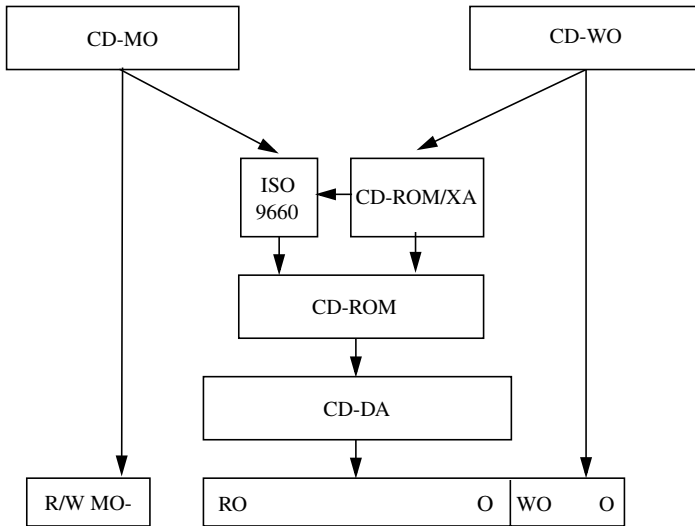 CD-MO
CD-WO
ISO
9660
CD-ROM/XA
CD-ROM
CD-DA
R/W MO-
RO O
WO O